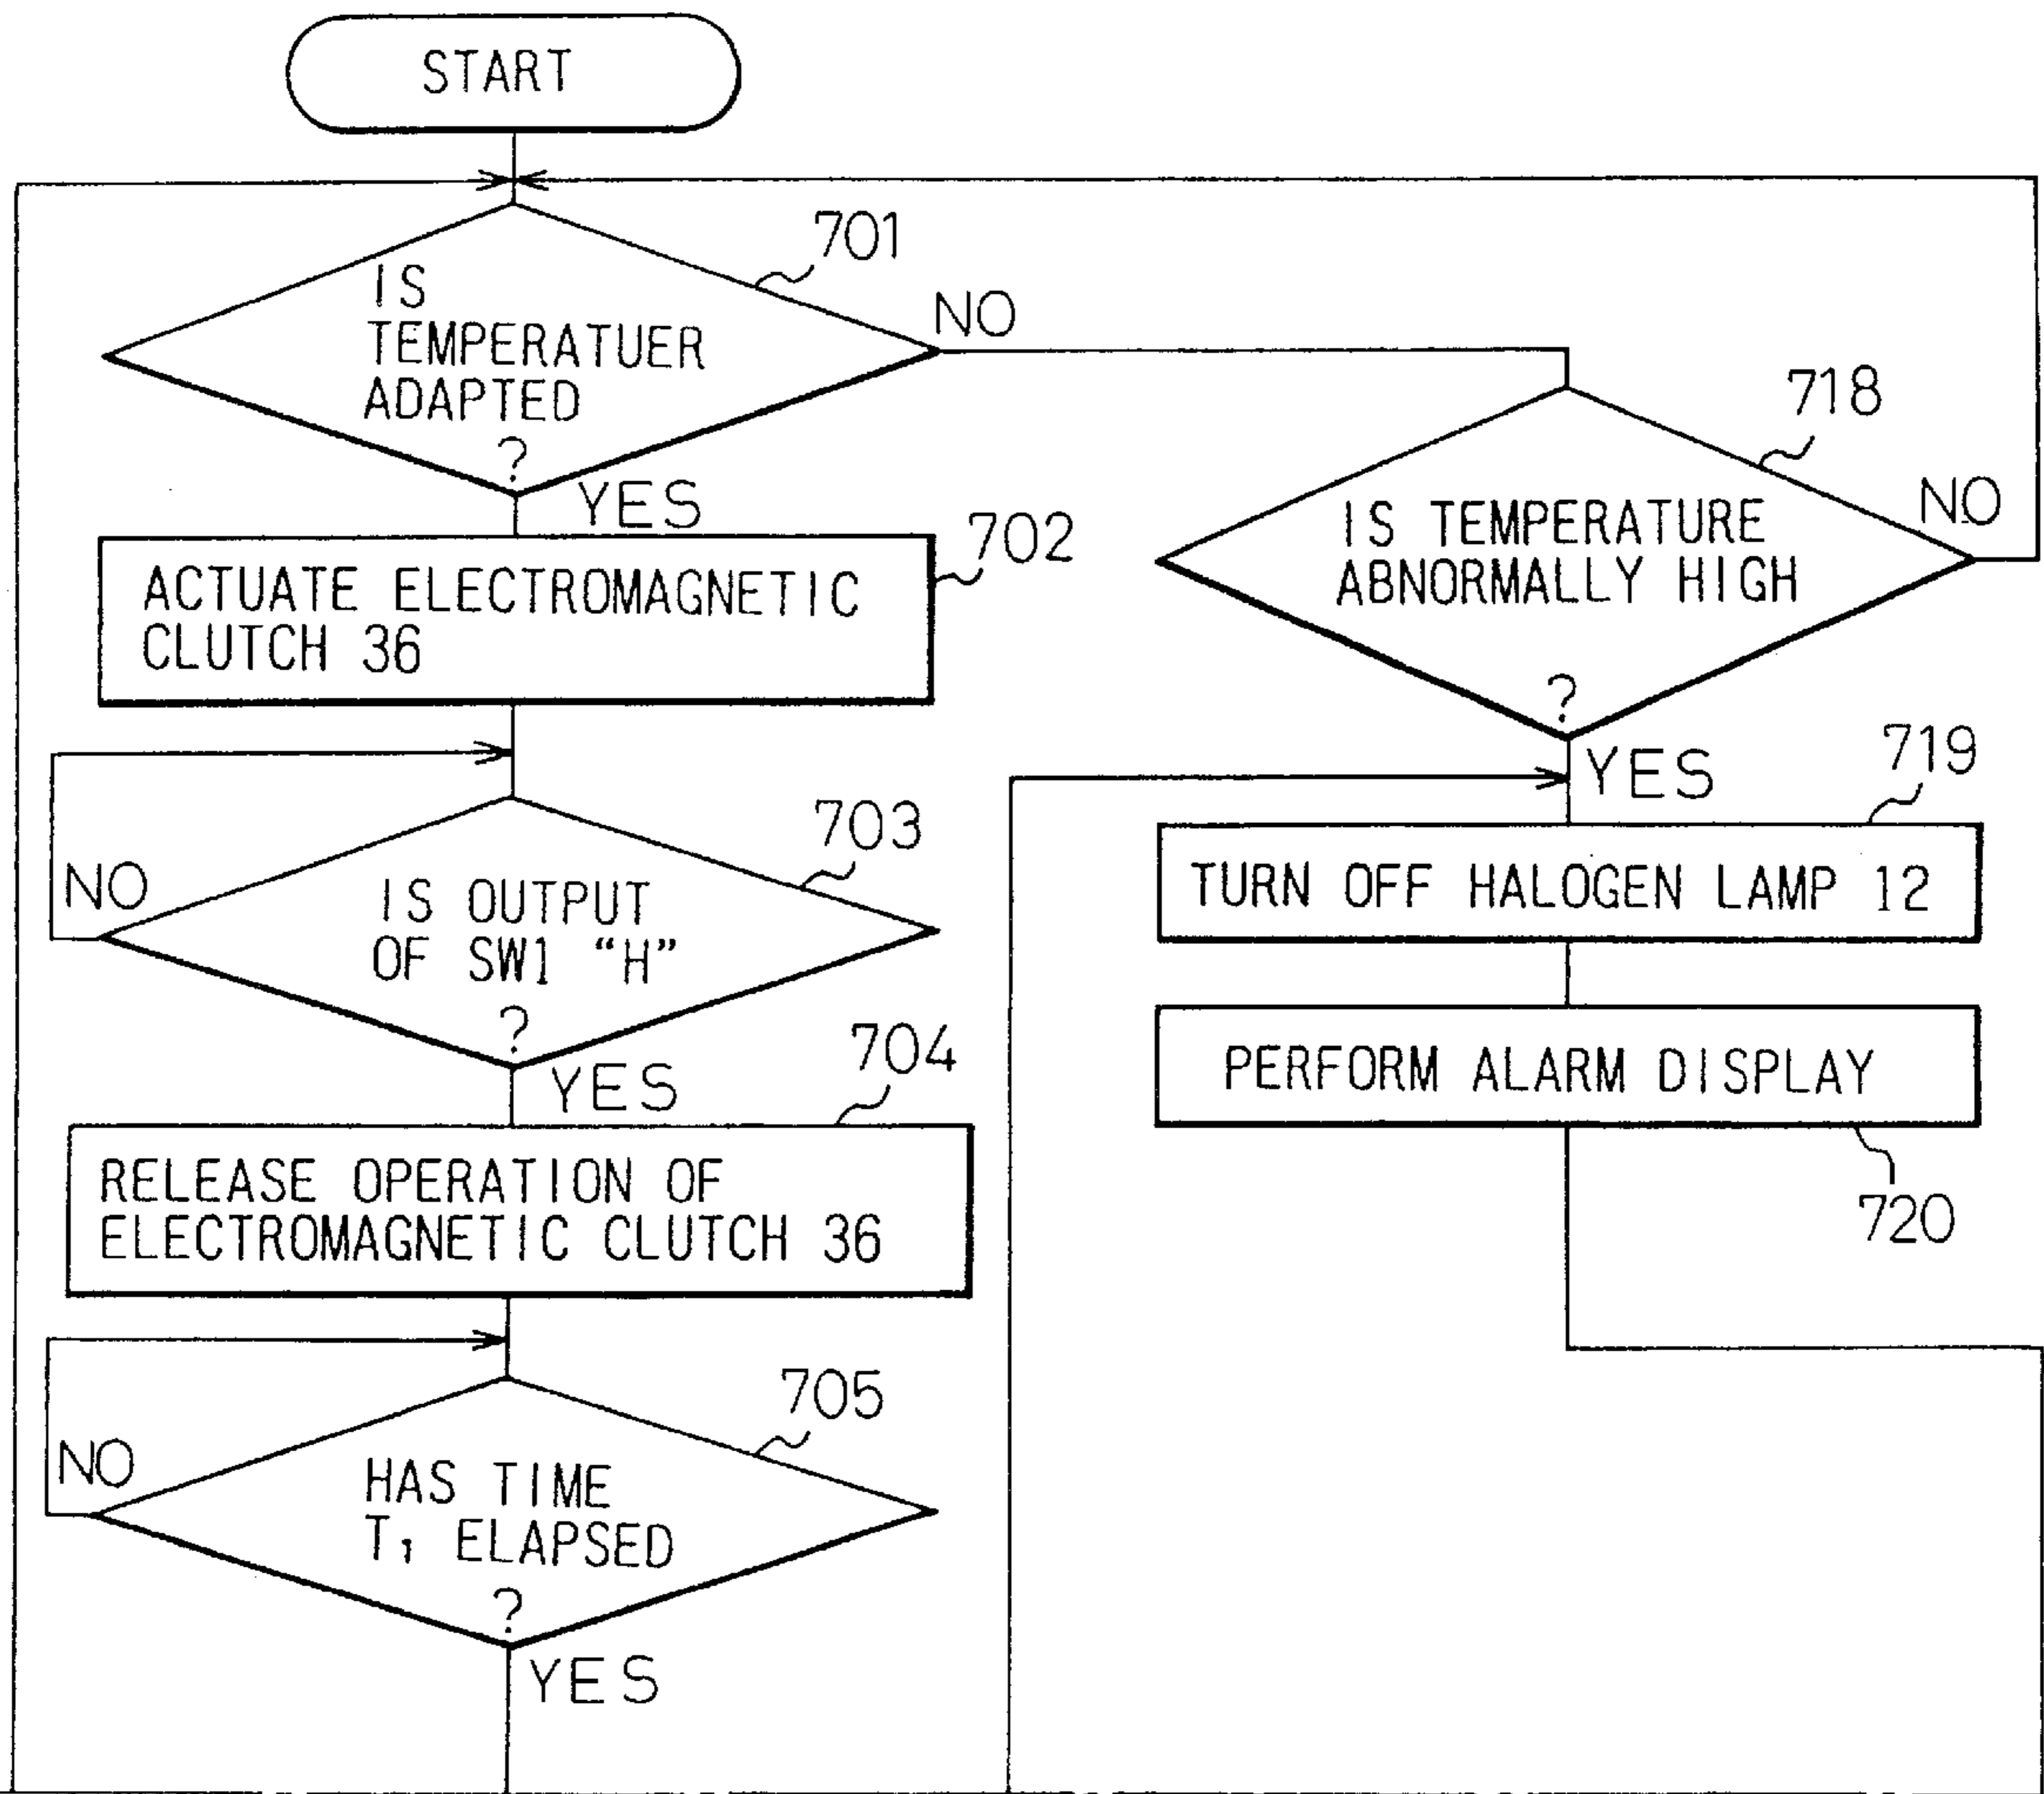 START
701
IS
TEMPERATUER
ADAPTED
?
NO
YES
702
ACTUATE ELECTROMAGNETIC
CLUTCH 36
703
NO
IS OUTPUT
OF SW1 “H”
?
YES
704
RELEASE OPERATION OF
ELECTROMAGNETIC CLUTCH 36
705
NO
HAS TIME
T₁ ELAPSED
?
YES
718
IS TEMPERATURE
ABNORMALLY HIGH
?
NO
YES
719
TURN OFF HALOGEN LAMP 12
PERFORM ALARM DISPLAY
720